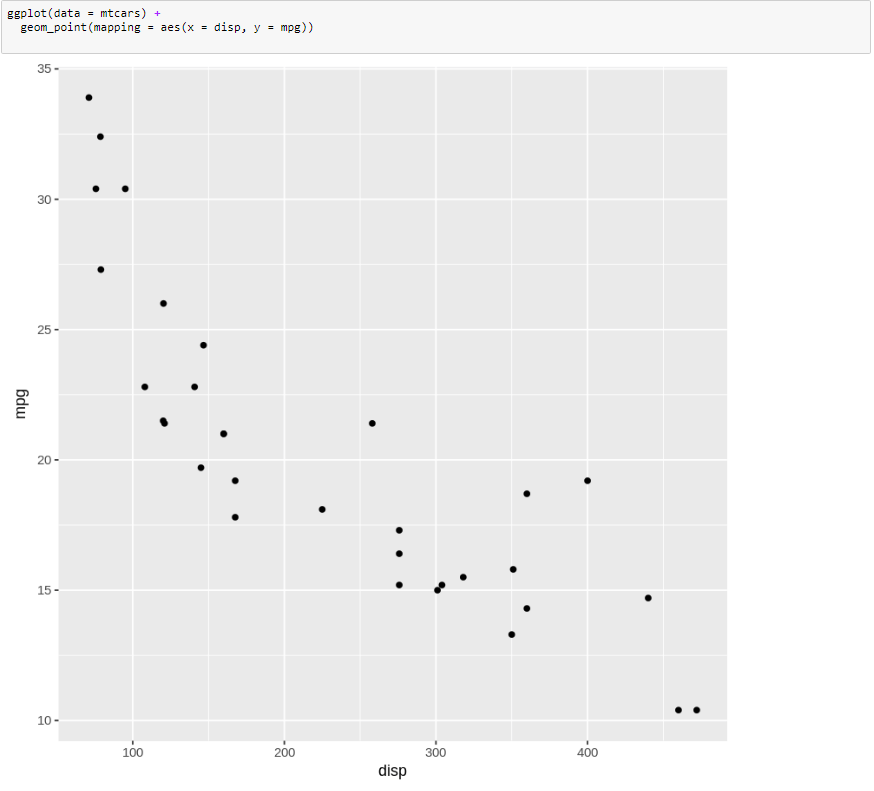 ggplot(data = mtcars) +
  geom_point(mapping = aes(x = disp, y = mpg))
35
30
25
20
15
10
mpg
100 200 300 400
disp